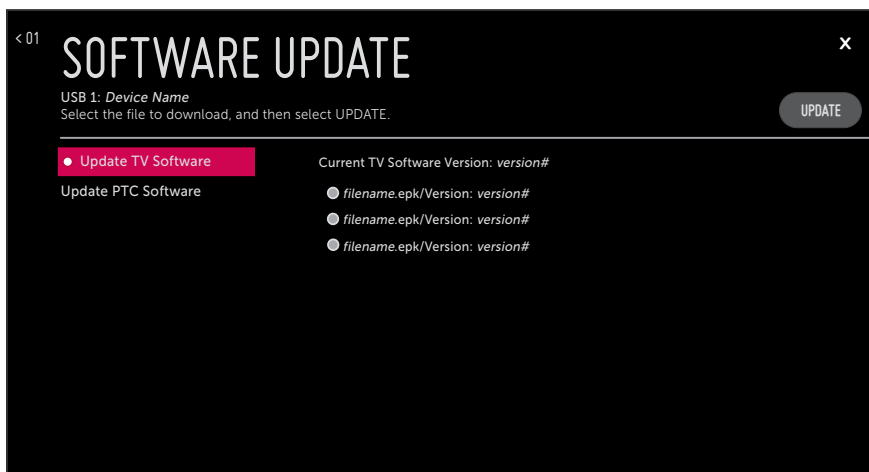 < 01
SOFTWARE UPDATE
X
USB 1: Device Name
Select the file to download, and then select UPDATE.
UPDATE
Update TV Software
Update PTC Software
Current TV Software Version: version#
filename.epk/Version: version#
filename.epk/Version: version#
filename.epk/Version: version#